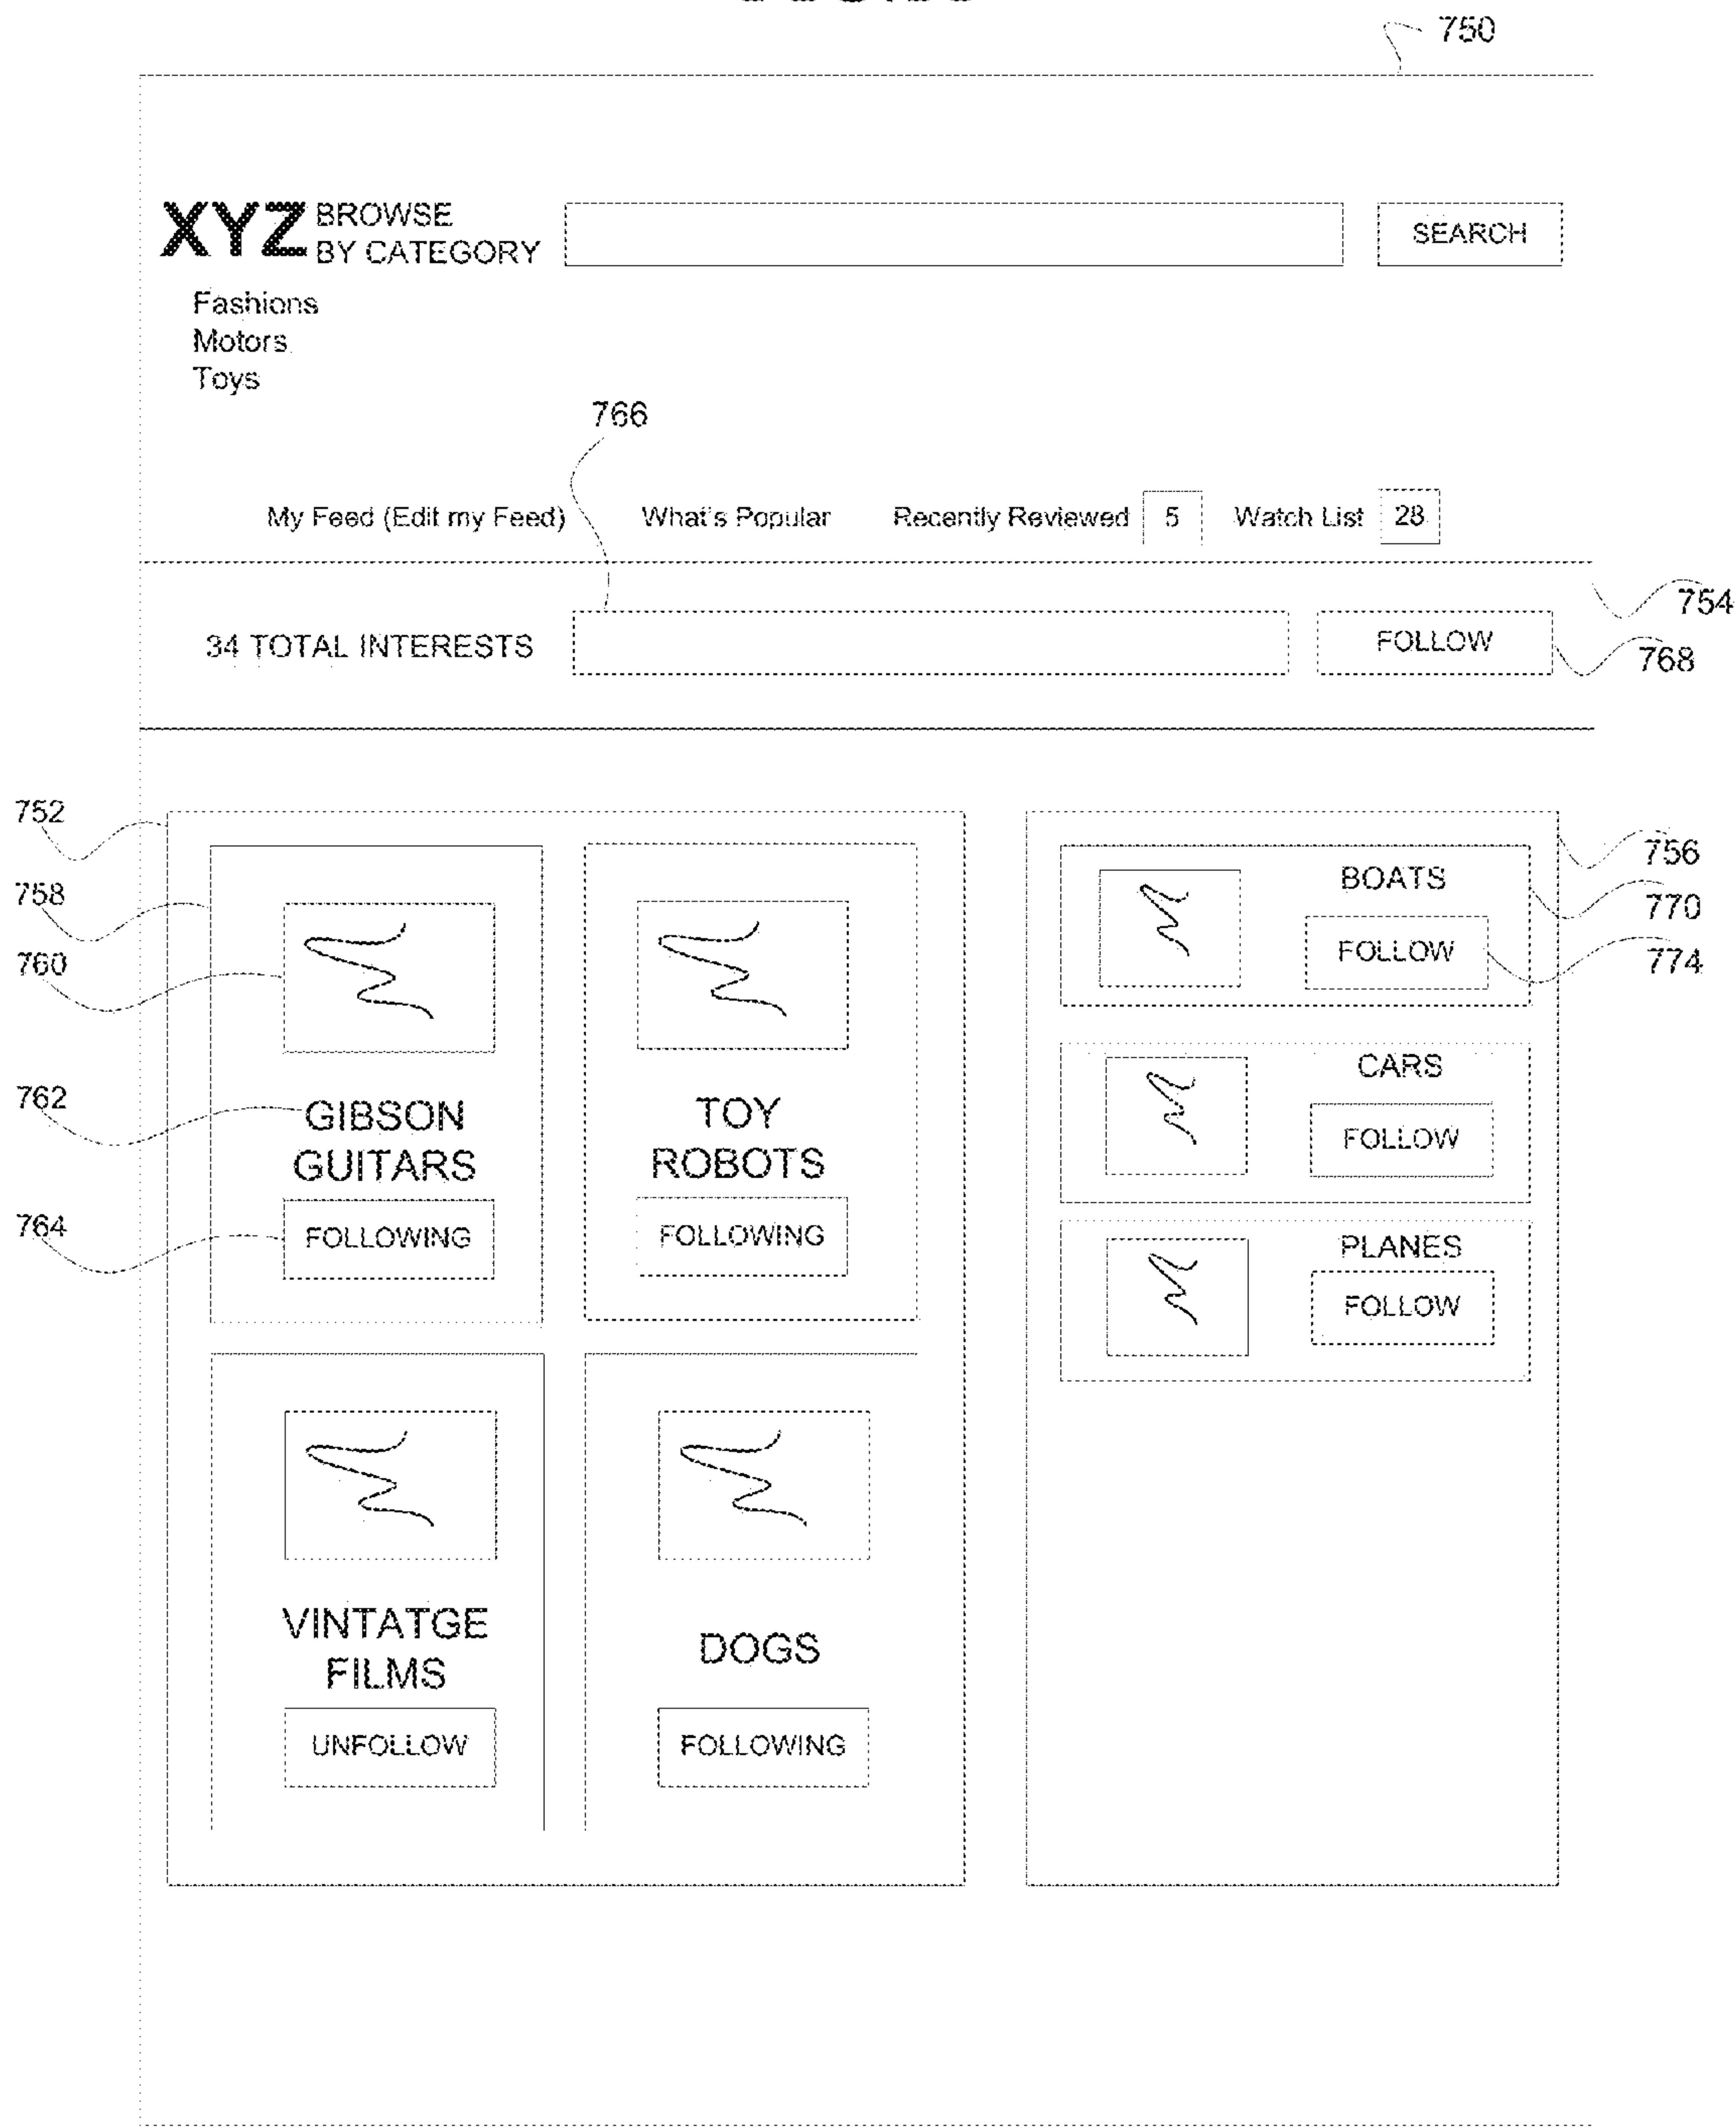 750
XYZ BROWSE
BY CATEGORY
SEARCH
Fashions
Motors
Toys
766
My Feed (Edit my Feed) What's Popular Recently Reviewed 5 Watch List 28
754
34 TOTAL INTERESTS FOLLOW
768
752
758
760
762
764
GIBSON
GUITARS
FOLLOWING
TOY
ROBOTS
FOLLOWING
VINTATGE
FILMS
UNFOLLOW
DOGS
FOLLOWING
BOATS
FOLLOW
756
770
774
CARS
FOLLOW
PLANES
FOLLOW